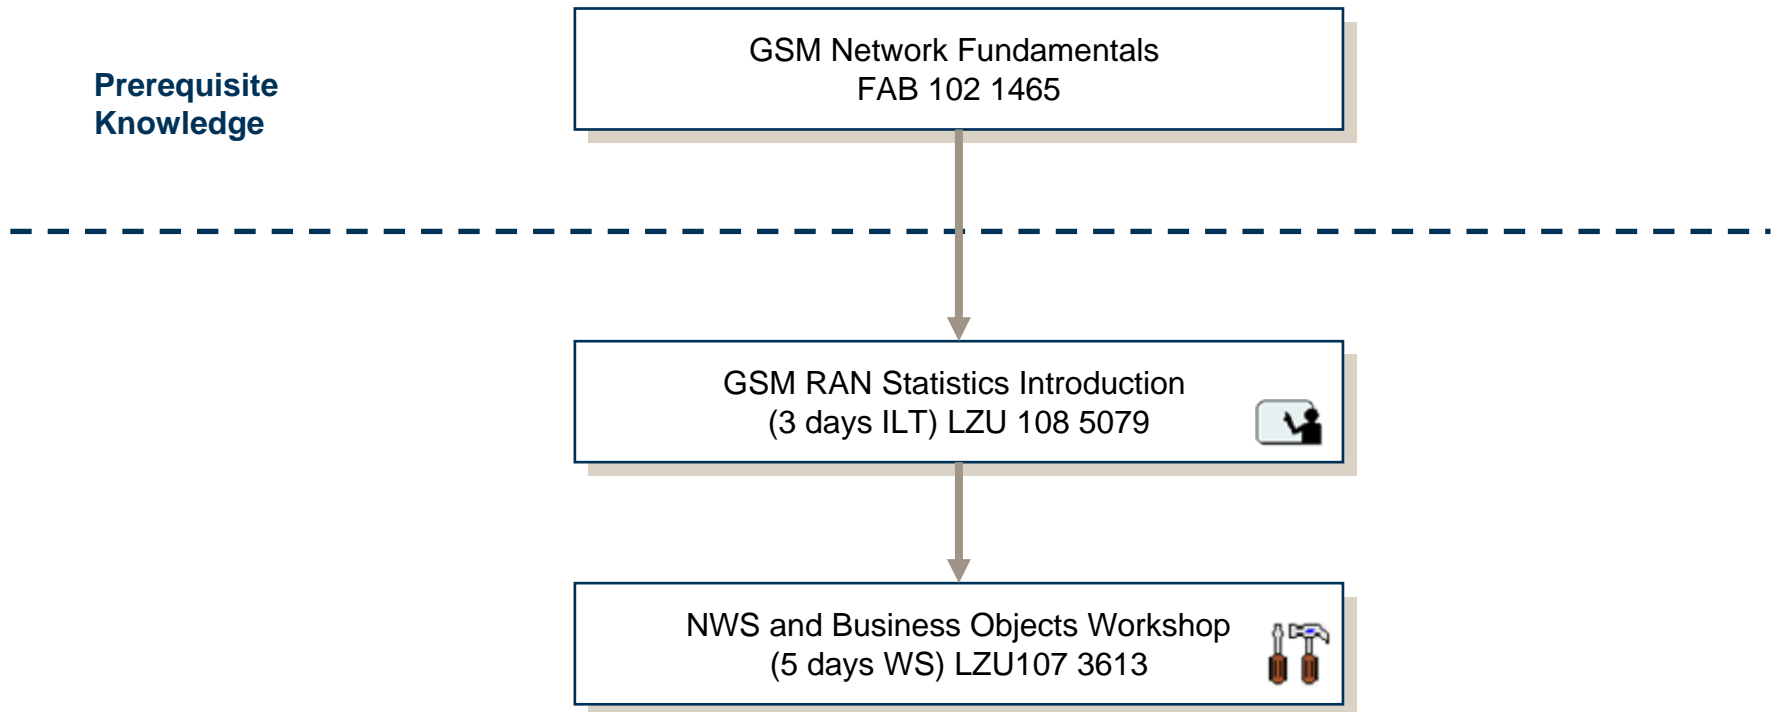 GSM Network Fundamentals
FAB 102 1465
Prerequisite
Knowledge
GSM RAN Statistics Introduction
(3 days ILT) LZU 108 5079
NWS and Business Objects Workshop
(5 days WS) LZU107 3613